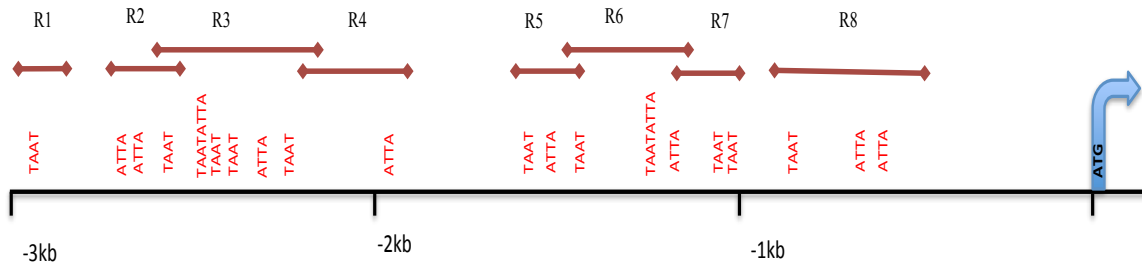 R1 R2 R3 R4 R5 R6 R7 R8
TAAT ATTA ATTA TAAT TAATATTA TAAT TAAT ATTA TAAT ATTA TAAT ATTA TAAT TAATATTA ATTA TAAT TAAT TAAT ATTA ATTA ATG
-3kb -2kb -1kb